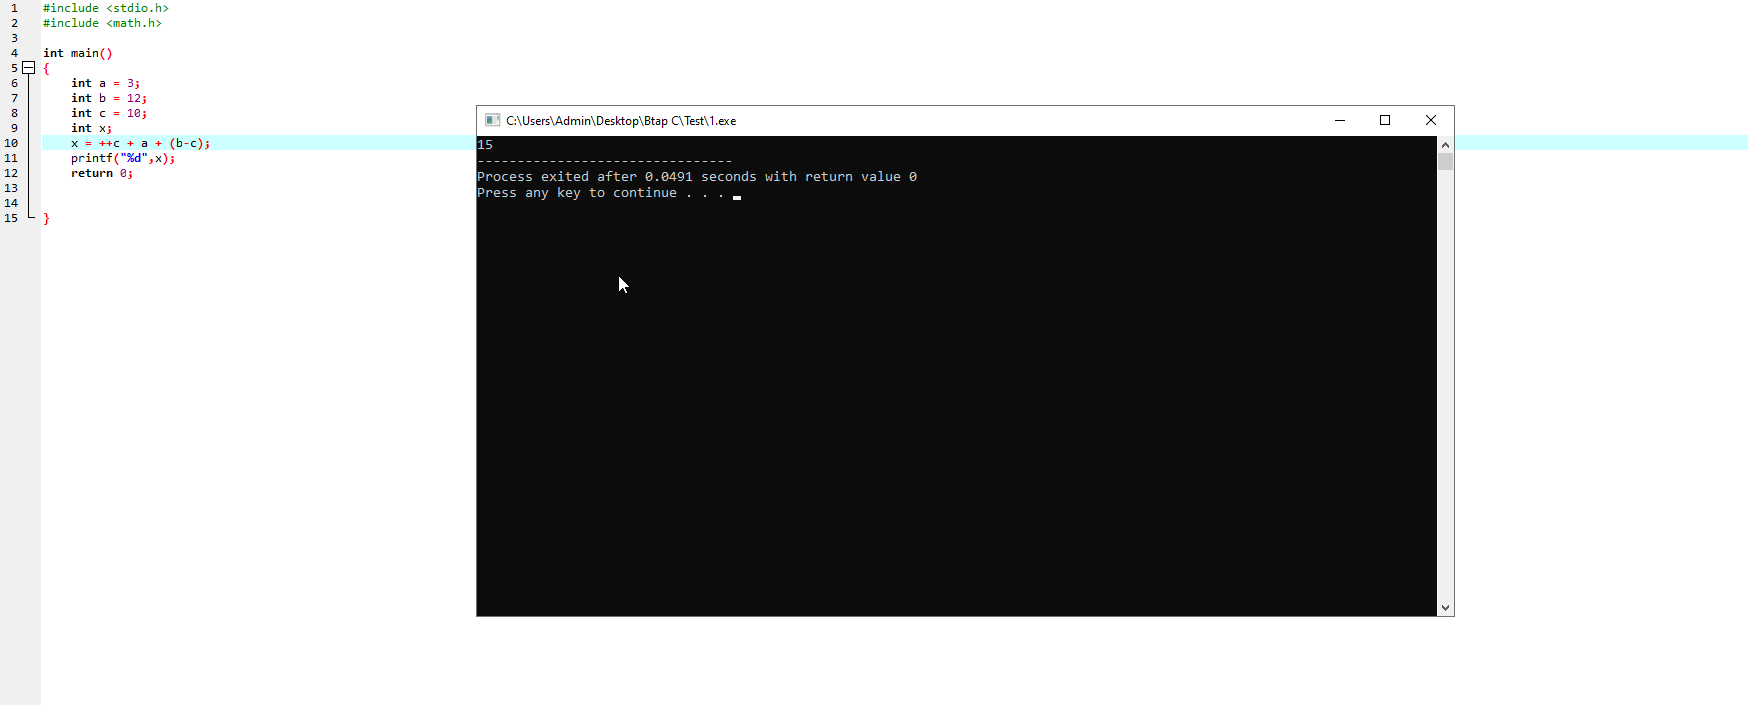 1 #include <stdio.h>
2 #include <math.h>
3
4 int main()
5 {
6 int a = 3;
7 int b = 12;
8 int c = 10;
9 int x;
10 x = ++c + a + (b-c);
11 printf("%d",x);
12 return 0;
13
14
15 }
C:\Users\Admin\Desktop\Btap C\Test\1.exe
15
--------------------------------
Process exited after 0.0491 seconds with return value 0
Press any key to continue . . .